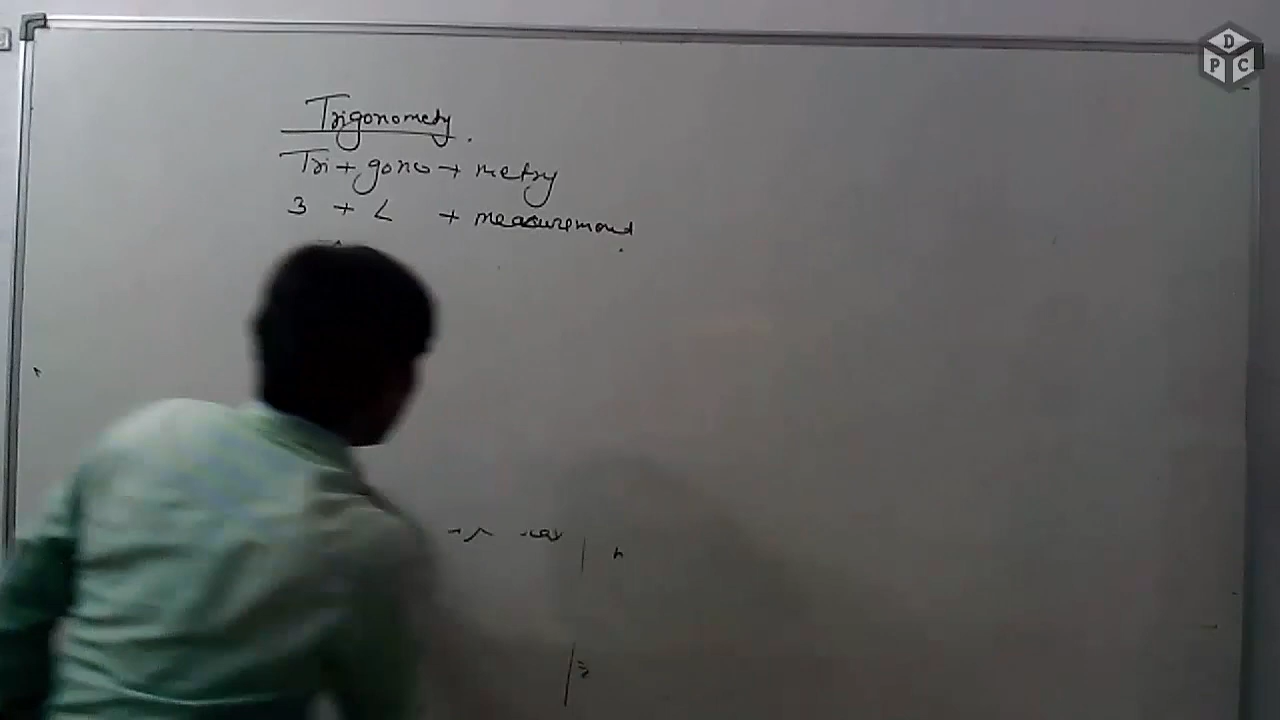 Trigonometry.
Tri + gono + metry
3 + ∠ + measurement
D
P C